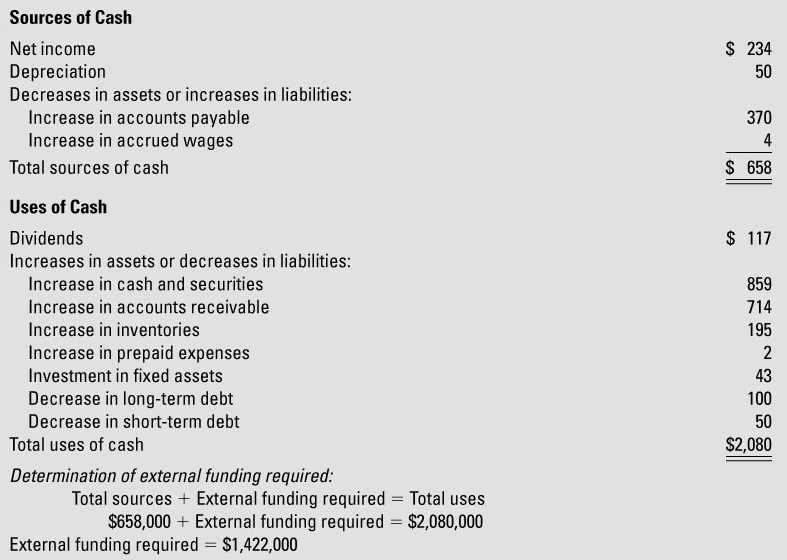 Sources of Cash
Net income $ 234
Depreciation 50
Decreases in assets or increases in liabilities:
Increase in accounts payable 370
Increase in accrued wages 4
Total sources of cash $ 658
Uses of Cash
Dividends $ 117
Increases in assets or decreases in liabilities:
Increase in cash and securities 859
Increase in accounts receivable 714
Increase in inventories 195
Increase in prepaid expenses 2
Investment in fixed assets 43
Decrease in long-term debt 100
Decrease in short-term debt 50
Total uses of cash $2,080
Determination of external funding required:
Total sources + External funding required = Total uses
$658,000 + External funding required = $2,080,000
External funding required = $1,422,000